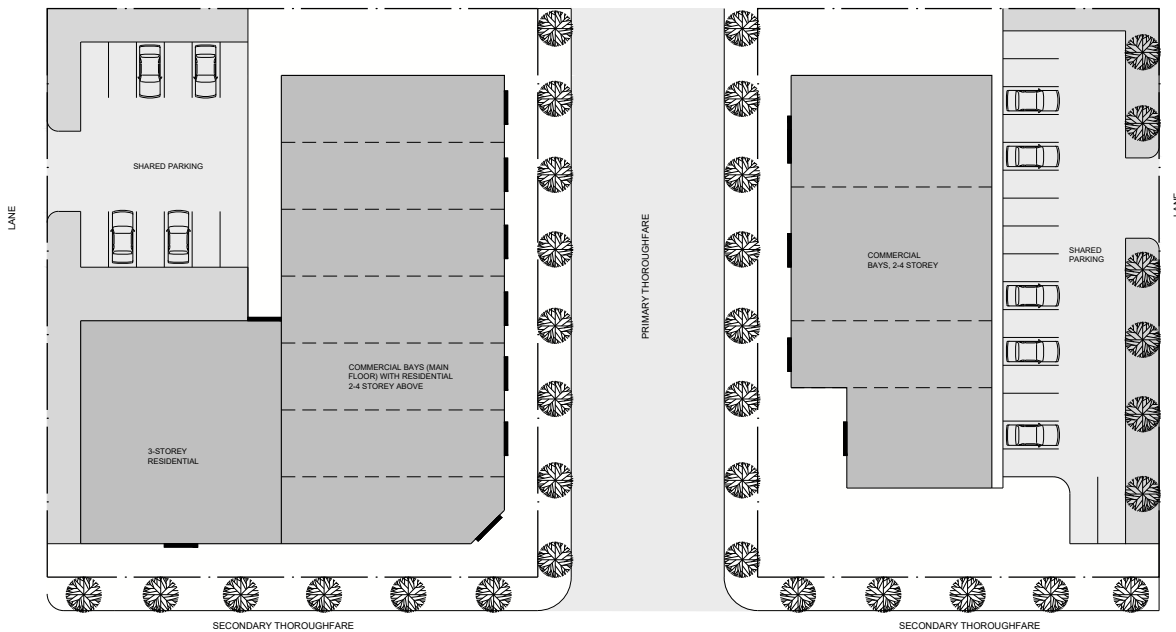 SHARED PARKING
LANE
PRIMARY THOROUGHFARE
LANE
COMMERCIAL
BAYS, 2-4 STOREY
SHARED
PARKING
COMMERCIAL BAYS (MAIN
FLOOR) WITH RESIDENTIAL
2-4 STOREY ABOVE
3-STOREY
RESIDENTIAL
SECONDARY THOROUGHFARE
SECONDARY THOROUGHFARE